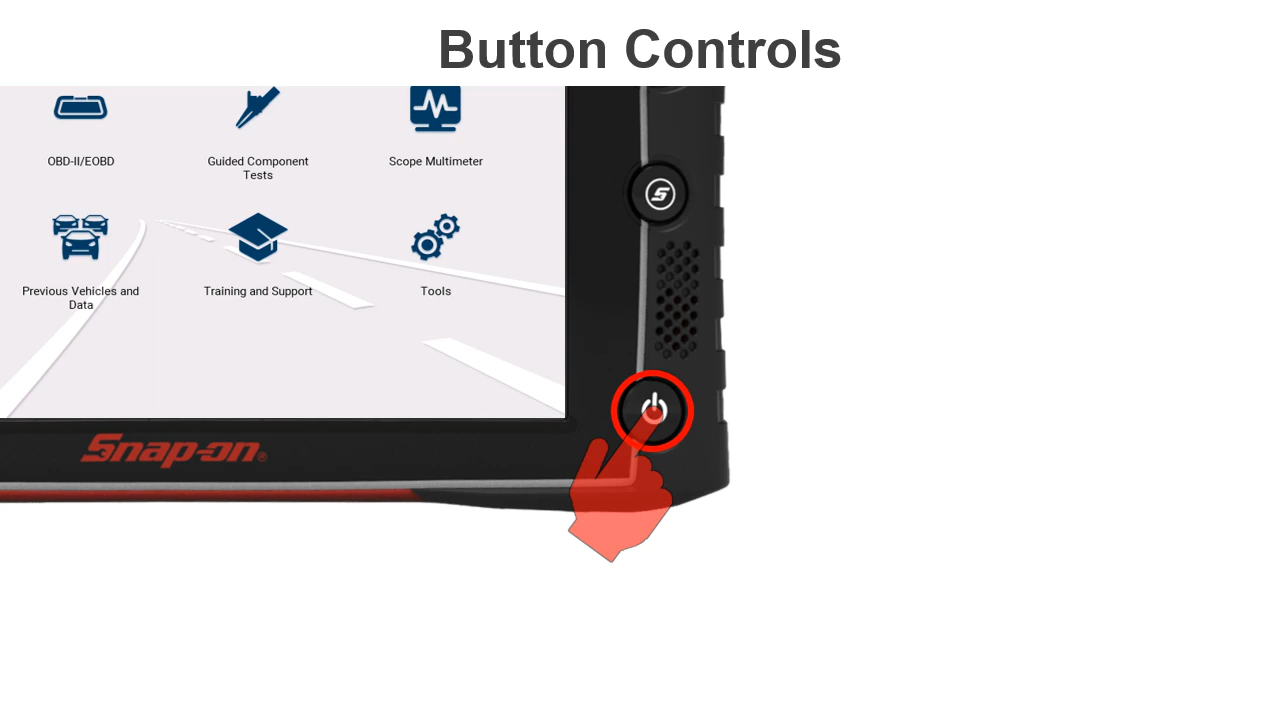 Button Controls
OBD-II/EOBD
Guided Component
Tests
Scope Multimeter
Previous Vehicles and
Data
Training and Support
Tools
Snap-on®